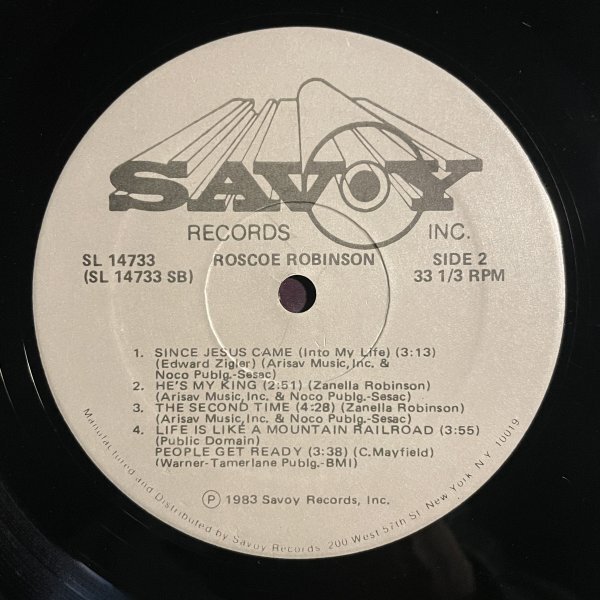 SAVOY
RECORDS INC.
SL 14733 ROSCOE ROBINSON SIDE 2
(SL 14733 SB) 33 1/3 RPM
1. SINCE JESUS CAME (Into My Life) (3:13)
(Edward Zigler) (Arisav Music, Inc. &
Noco Publg.-Sesac)
2. HE'S MY KING (2:51) (Zanella Robinson)
(Arisav Music, Inc. & Noco Publg.-Sesac)
3. THE SECOND TIME (4:28) (Zanella Robinson)
(Arisav Music, Inc. & Noco Publg.-Sesac)
4. LIFE IS LIKE A MOUNTAIN RAILROAD (3:55)
(Public Domain)
PEOPLE GET READY (3:38) (C.Mayfield)
(Warner-Tamerlane Publg.-BMI)
Ⓟ 1983 Savoy Records, Inc.
Manufactured and Distributed by Savoy Records 200 West 57th St. New York, N.Y. 10019